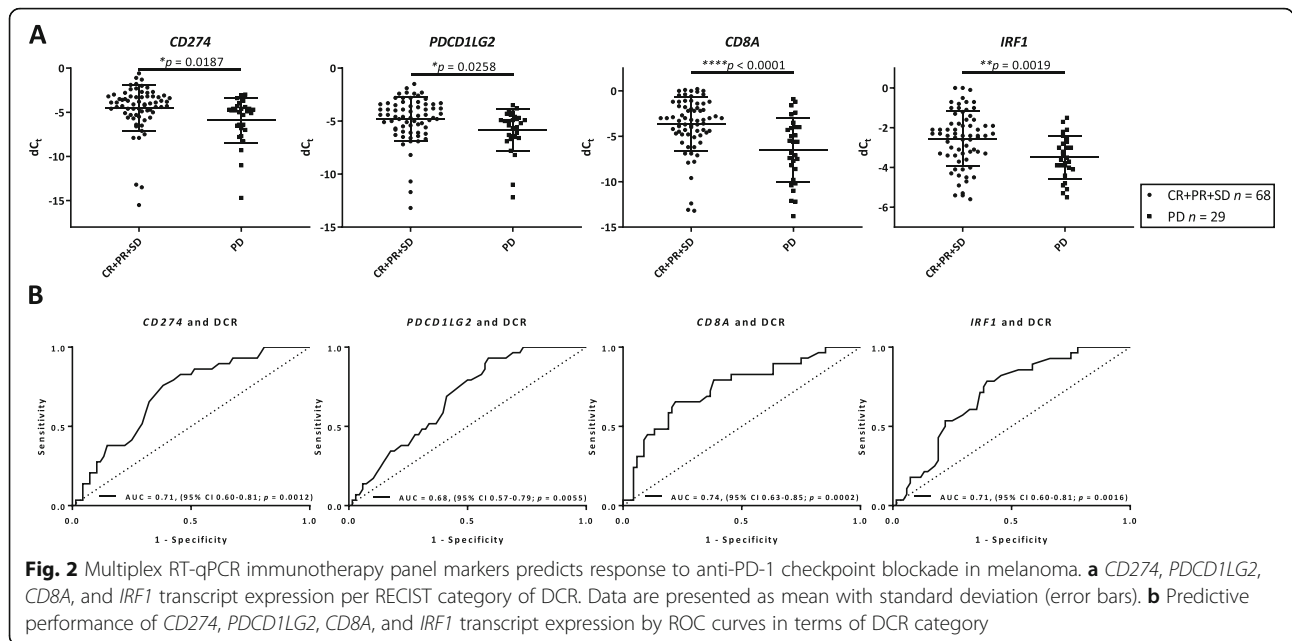 A
CD274
*p = 0.0187
0
-5
-10
-15
dCt
CR+PR+SD
PD
PDCD1LG2
*p = 0.0258
0
-5
-10
-15
dCt
CR+PR+SD
PD
CD8A
****p < 0.0001
0
-5
-10
-15
dCt
CR+PR+SD
PD
IRF1
**p = 0.0019
0
-2
-4
-6
dCt
CR+PR+SD
PD
CR+PR+SD n = 68
PD n = 29
B
CD274 and DCR
1.0
0.5
0.0
Sensitivity
AUC = 0.71, (95% CI 0.60-0.81; p = 0.0012)
0.0 0.5 1.0
1 - Specificity
PDCD1LG2 and DCR
1.0
0.5
0.0
Sensitivity
AUC = 0.68, (95% CI 0.57-0.79; p = 0.0055)
0.0 0.5 1.0
1 - Specificity
CD8A and DCR
1.0
0.5
0.0
Sensitivity
AUC = 0.74, (95% CI 0.63-0.85; p = 0.0002)
0.0 0.5 1.0
1 - Specificity
IRF1 and DCR
1.0
0.5
0.0
Sensitivity
AUC = 0.71, (95% CI 0.60-0.81; p = 0.0016)
0.0 0.5 1.0
1 - Specificity
Fig. 2 Multiplex RT-qPCR immunotherapy panel markers predicts response to anti-PD-1 checkpoint blockade in melanoma. a CD274, PDCD1LG2,
CD8A, and IRF1 transcript expression per RECIST category of DCR. Data are presented as mean with standard deviation (error bars). b Predictive
performance of CD274, PDCD1LG2, CD8A, and IRF1 transcript expression by ROC curves in terms of DCR category